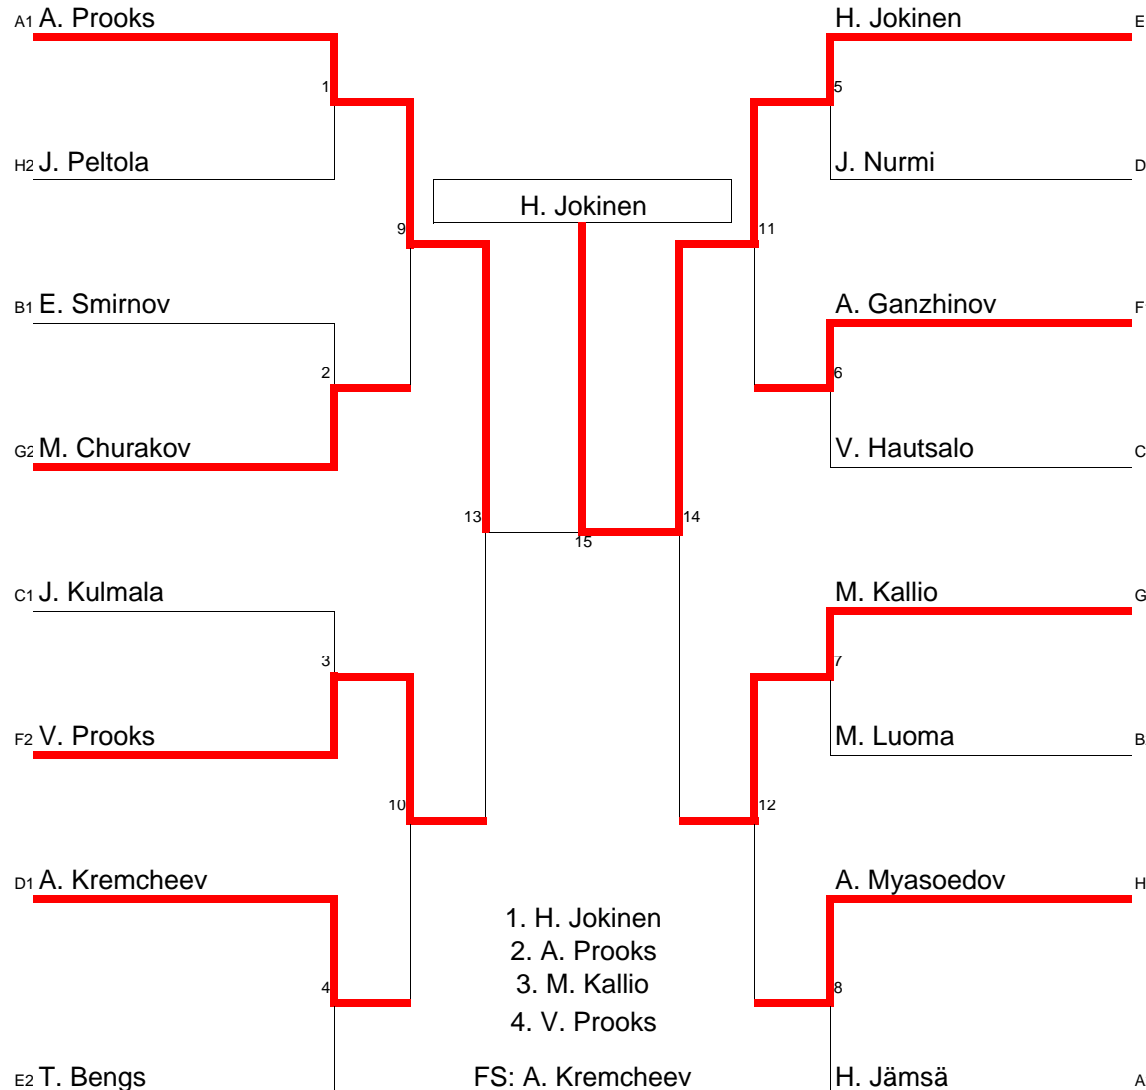 A1 A. Prooks
H. Jokinen E
1
5
H2 J. Peltola
J. Nurmi D
H. Jokinen
9
11
B1 E. Smirnov
A. Ganzhinov F
2
6
G2 M. Churakov
V. Hautsalo C
13
14
15
C1 J. Kulmala
M. Kallio G
3
7
F2 V. Prooks
M. Luoma B
10
12
D1 A. Kremcheev
A. Myasoedov H
1. H. Jokinen
2. A. Prooks
3. M. Kallio
4. V. Prooks
4
8
E2 T. Bengs
FS: A. Kremcheev
H. Jämsä A